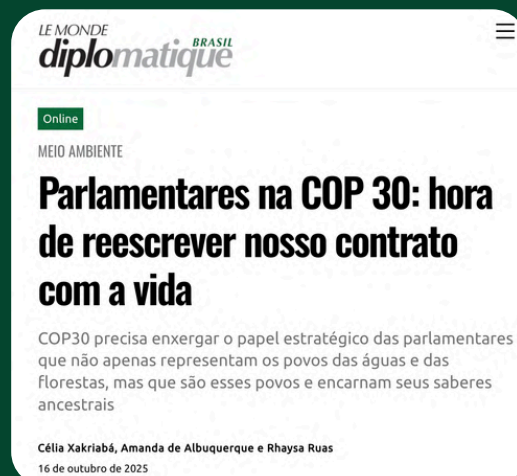 LE MONDE
diplomatique BRASIL
Online
MEIO AMBIENTE
Parlamentares na COP 30: hora
de reescrever nosso contrato
com a vida
COP30 precisa enxergar o papel estratégico das parlamentares
que não apenas representam os povos das águas e das
florestas, mas que são esses povos e encarnam seus saberes
ancestrais
Célia Xakriabá, Amanda de Albuquerque e Rhaysa Ruas
16 de outubro de 2025